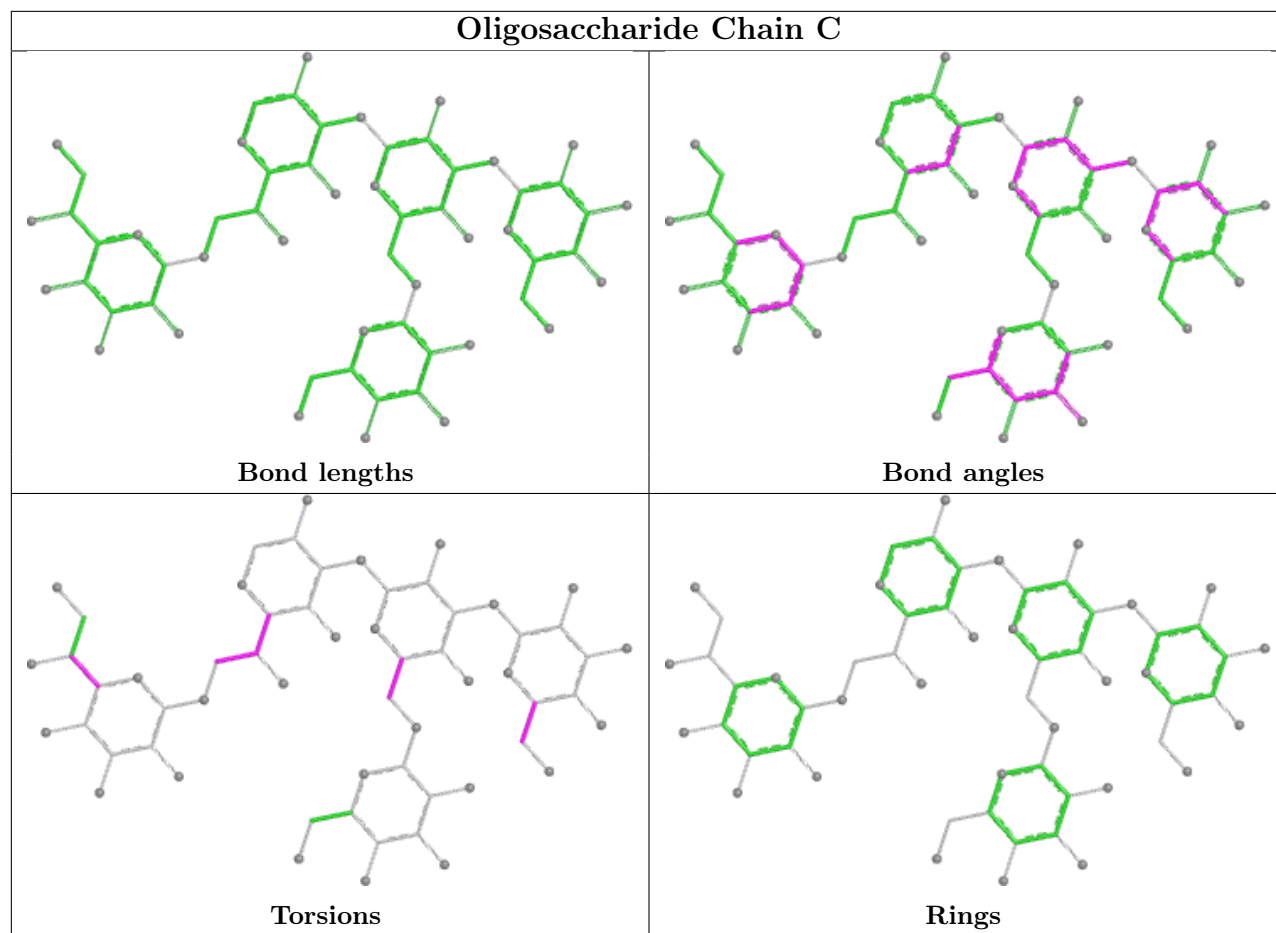 Oligosaccharide Chain C
Bond lengths
Bond angles
Torsions
Rings